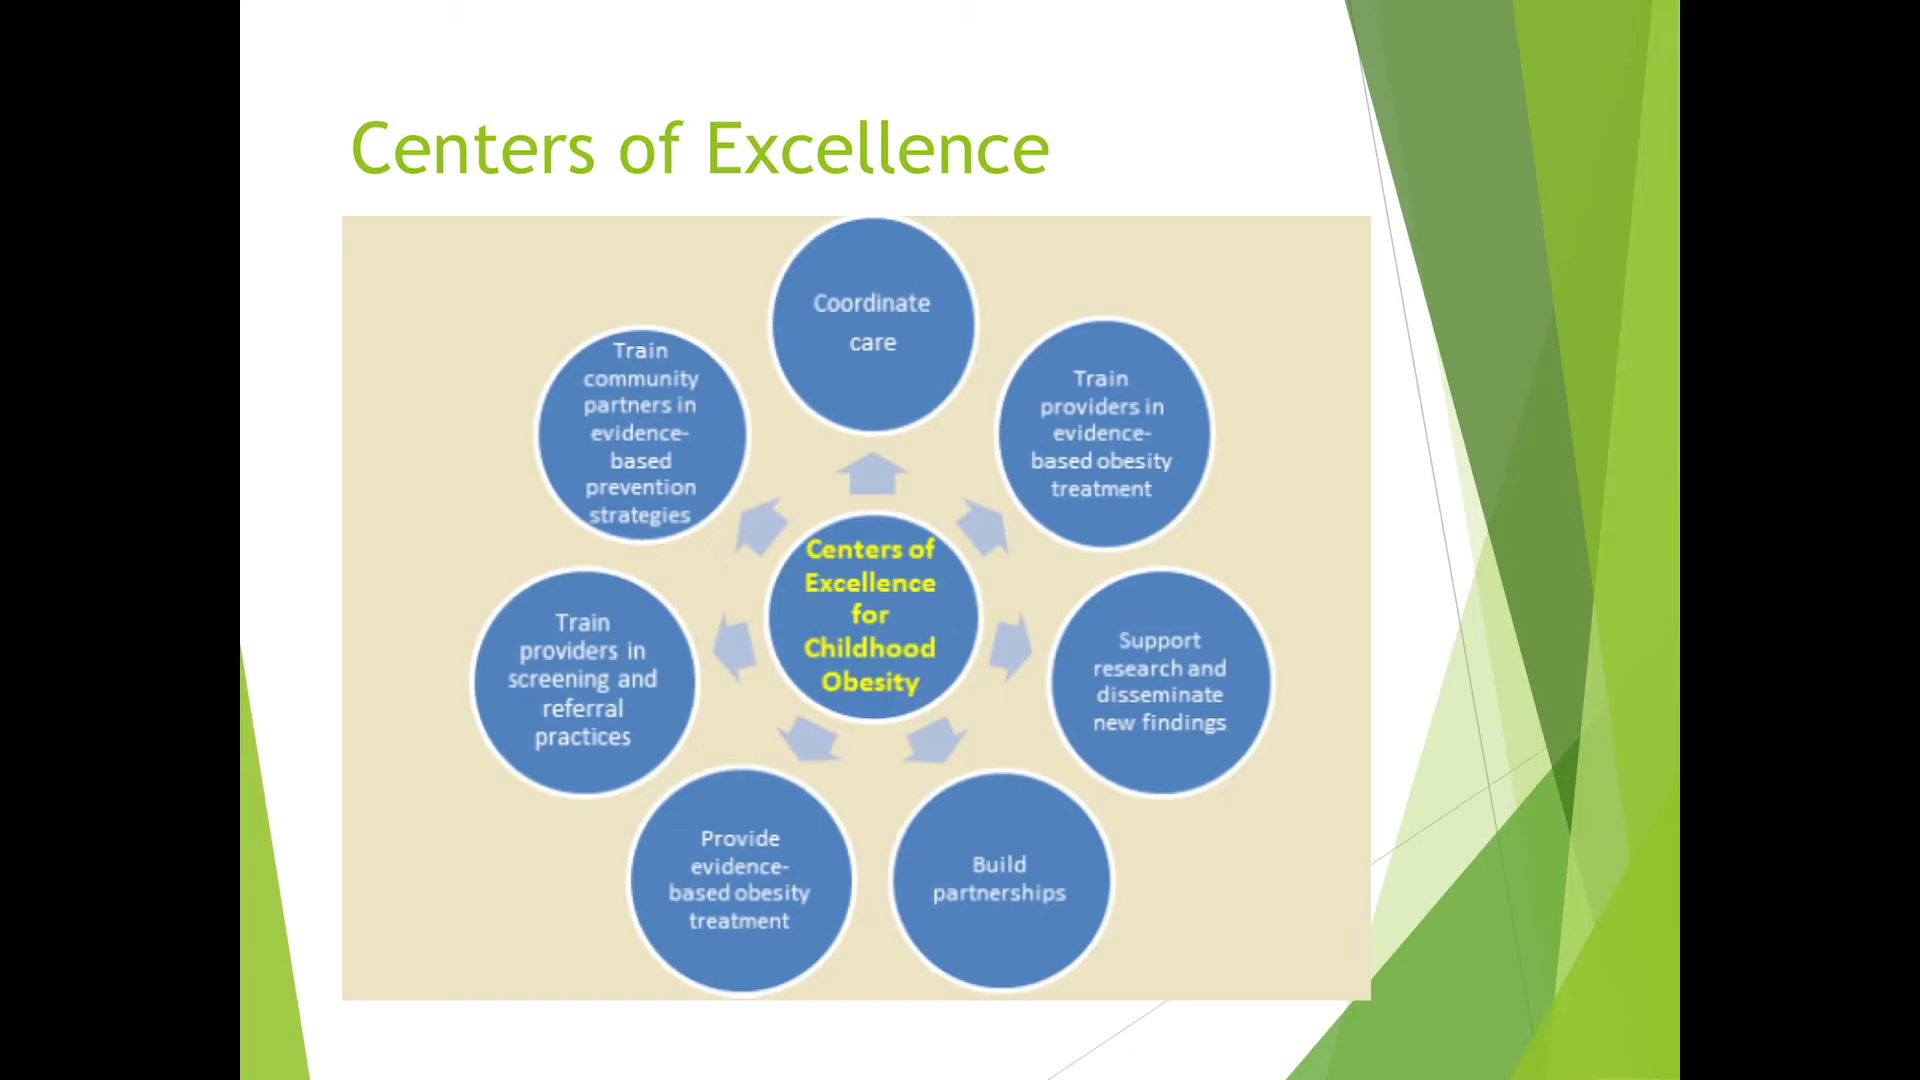 Centers of Excellence
Coordinate
care
Train
providers in
evidence-
based obesity
treatment
Support
research and
disseminate
new findings
Build
partnerships
Provide
evidence-
based obesity
treatment
Train
providers in
screening and
referral
practices
Train
community
partners in
evidence-
based
prevention
strategies
Centers of
Excellence
for
Childhood
Obesity